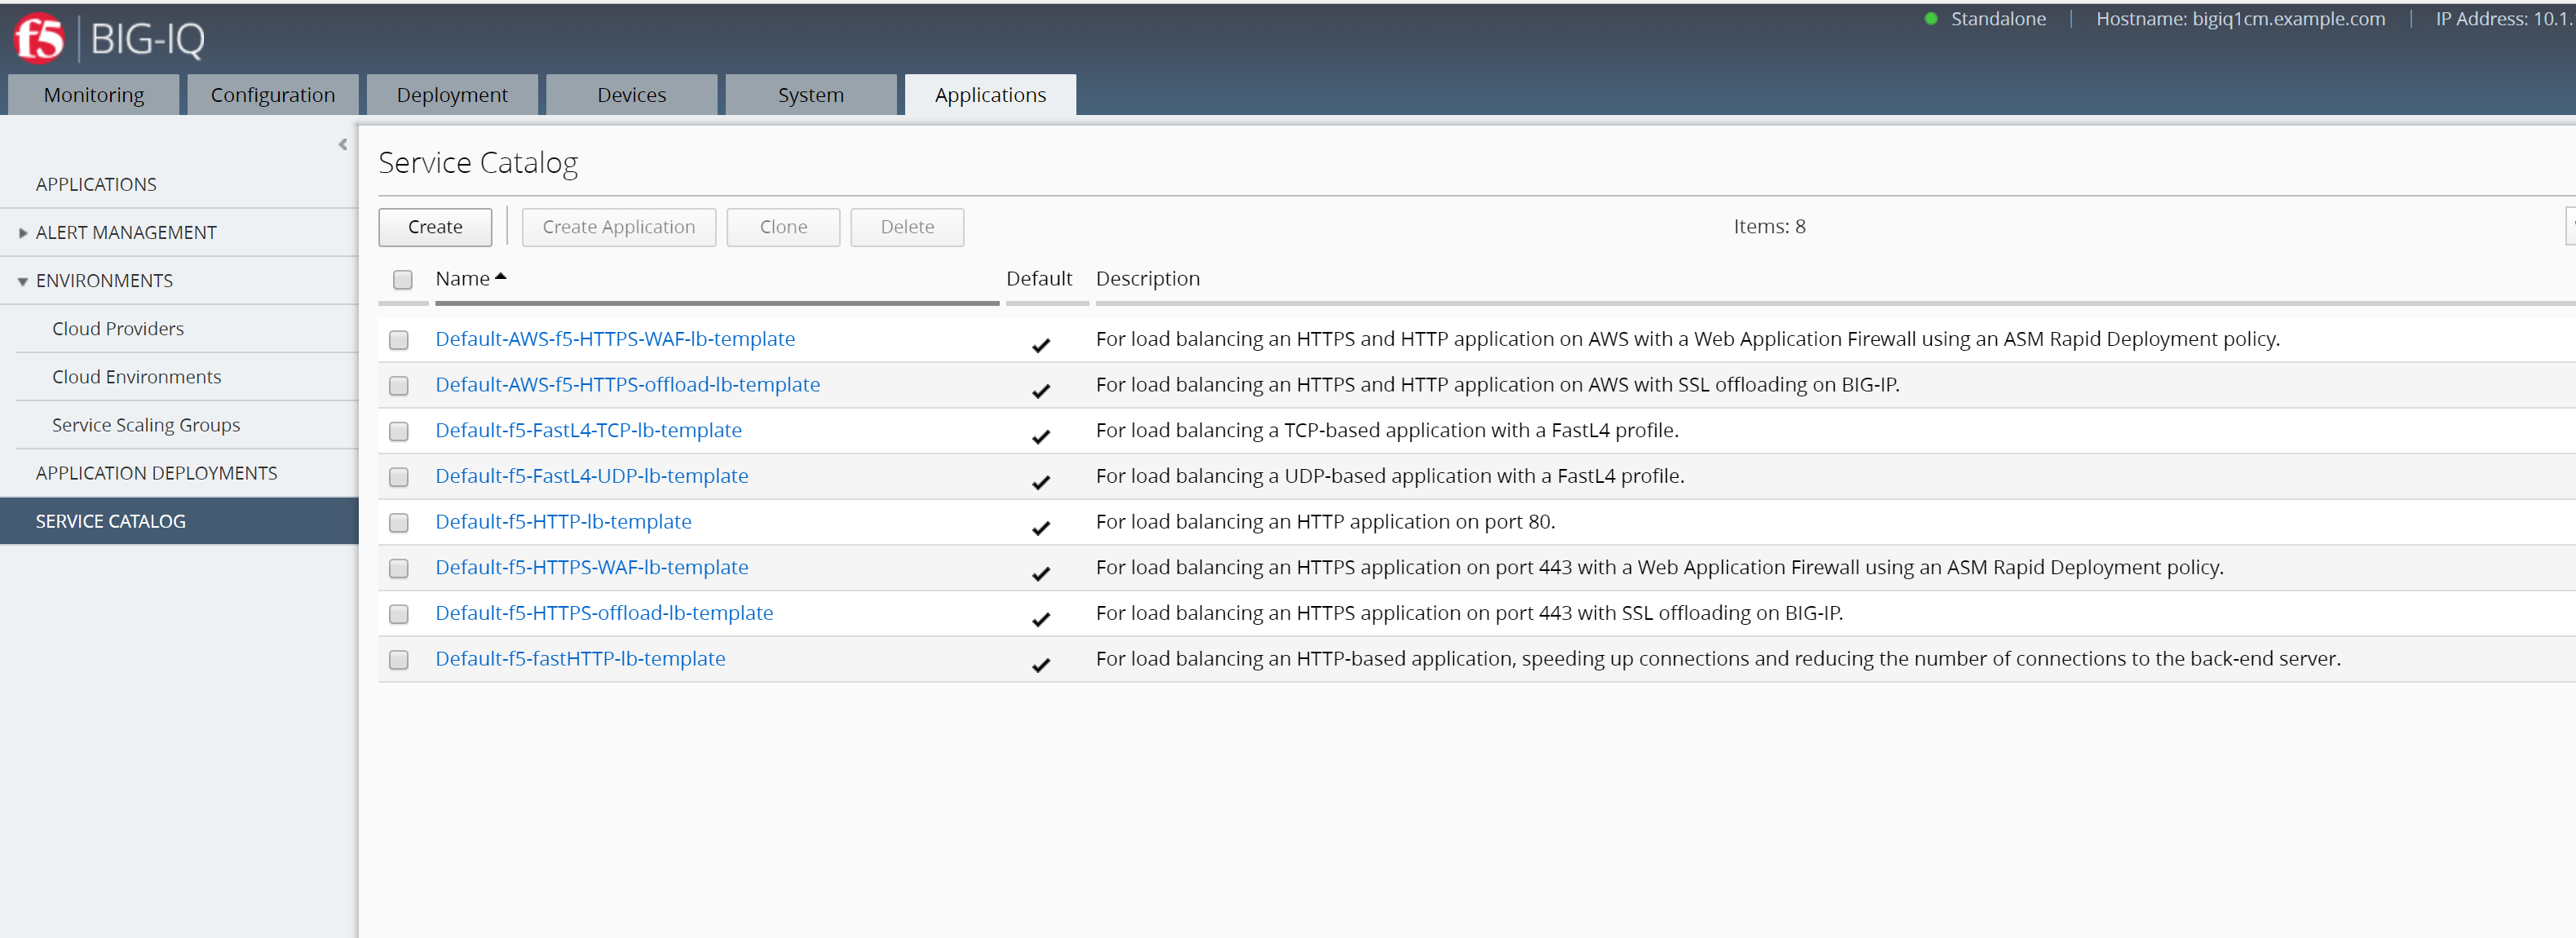 f5 BIG-IQ
Standalone Hostname: bigiq1cm.example.com IP Address: 10.1.
Monitoring Configuration Deployment Devices System Applications
APPLICATIONS
ALERT MANAGEMENT
ENVIRONMENTS
Cloud Providers
Cloud Environments
Service Scaling Groups
APPLICATION DEPLOYMENTS
SERVICE CATALOG
Service Catalog
Create Create Application Clone Delete Items: 8
Name Default Description
Default-AWS-f5-HTTPS-WAF-lb-template For load balancing an HTTPS and HTTP application on AWS with a Web Application Firewall using an ASM Rapid Deployment policy.
Default-AWS-f5-HTTPS-offload-lb-template For load balancing an HTTPS and HTTP application on AWS with SSL offloading on BIG-IP.
Default-f5-FastL4-TCP-lb-template For load balancing a TCP-based application with a FastL4 profile.
Default-f5-FastL4-UDP-lb-template For load balancing a UDP-based application with a FastL4 profile.
Default-f5-HTTP-lb-template For load balancing an HTTP application on port 80.
Default-f5-HTTPS-WAF-lb-template For load balancing an HTTPS application on port 443 with a Web Application Firewall using an ASM Rapid Deployment policy.
Default-f5-HTTPS-offload-lb-template For load balancing an HTTPS application on port 443 with SSL offloading on BIG-IP.
Default-f5-fastHTTP-lb-template For load balancing an HTTP-based application, speeding up connections and reducing the number of connections to the back-end server.